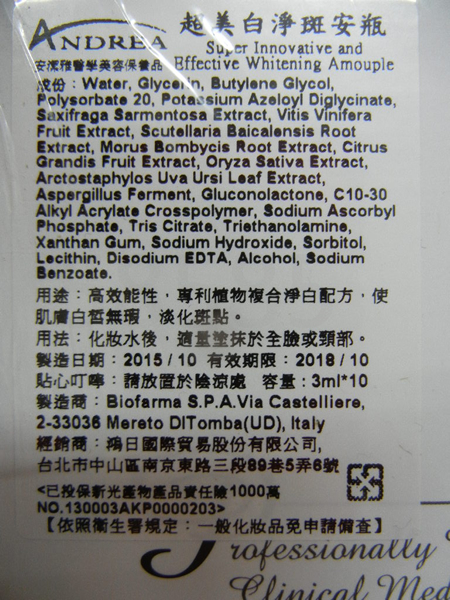 ANDREA 超美白淨斑安瓶
Super Innovative and
安潔雅醫學美容保養品 Effective Whitening Amouple
成份：Water, Glycerin, Butylene Glycol,
Polysorbate 20, Potassium Azeloyl Diglycinate,
Saxifraga Sarmentosa Extract, Vitis Vinifera
Fruit Extract, Scutellaria Baicalensis Root
Extract, Morus Bombycis Root Extract, Citrus
Grandis Fruit Extract, Oryza Sativa Extract,
Arctostaphylos Uva Ursi Leaf Extract,
Aspergillus Ferment, Gluconolactone, C10-30
Alkyl Acrylate Crosspolymer, Sodium Ascorbyl
Phosphate, Tris Citrate, Triethanolamine,
Xanthan Gum, Sodium Hydroxide, Sorbitol,
Lecithin, Disodium EDTA, Alcohol, Sodium
Benzoate.
用途：高效能性，專利植物複合淨白配方，使
肌膚白皙無瑕，淡化斑點。
用法：化妝水後，適量塗抹於全臉或頸部。
製造日期：2015/10 有效期限：2018/10
貼心叮嚀：請放置於陰涼處 容量：3ml*10
製造商：Biofarma S.P.A.Via Castelliere,
2-33036 Mereto DITomba(UD), Italy
經銷商：鴻日國際貿易股份有限公司,
台北市中山區南京東路三段89巷5弄6號
<已投保新光產物產品責任險1000萬
NO.130003AKP0000203>
【依照衛生署規定：一般化妝品免申請備查】
Professionally
Clinical Med